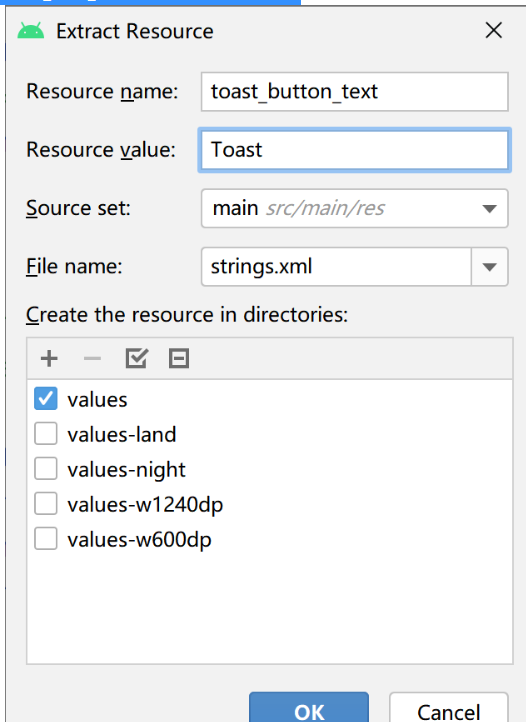 Extract Resource
Resource name: toast_button_text
Resource value: Toast
Source set: main src/main/res
File name: strings.xml
Create the resource in directories:
values
values-land
values-night
values-w1240dp
values-w600dp
OK Cancel